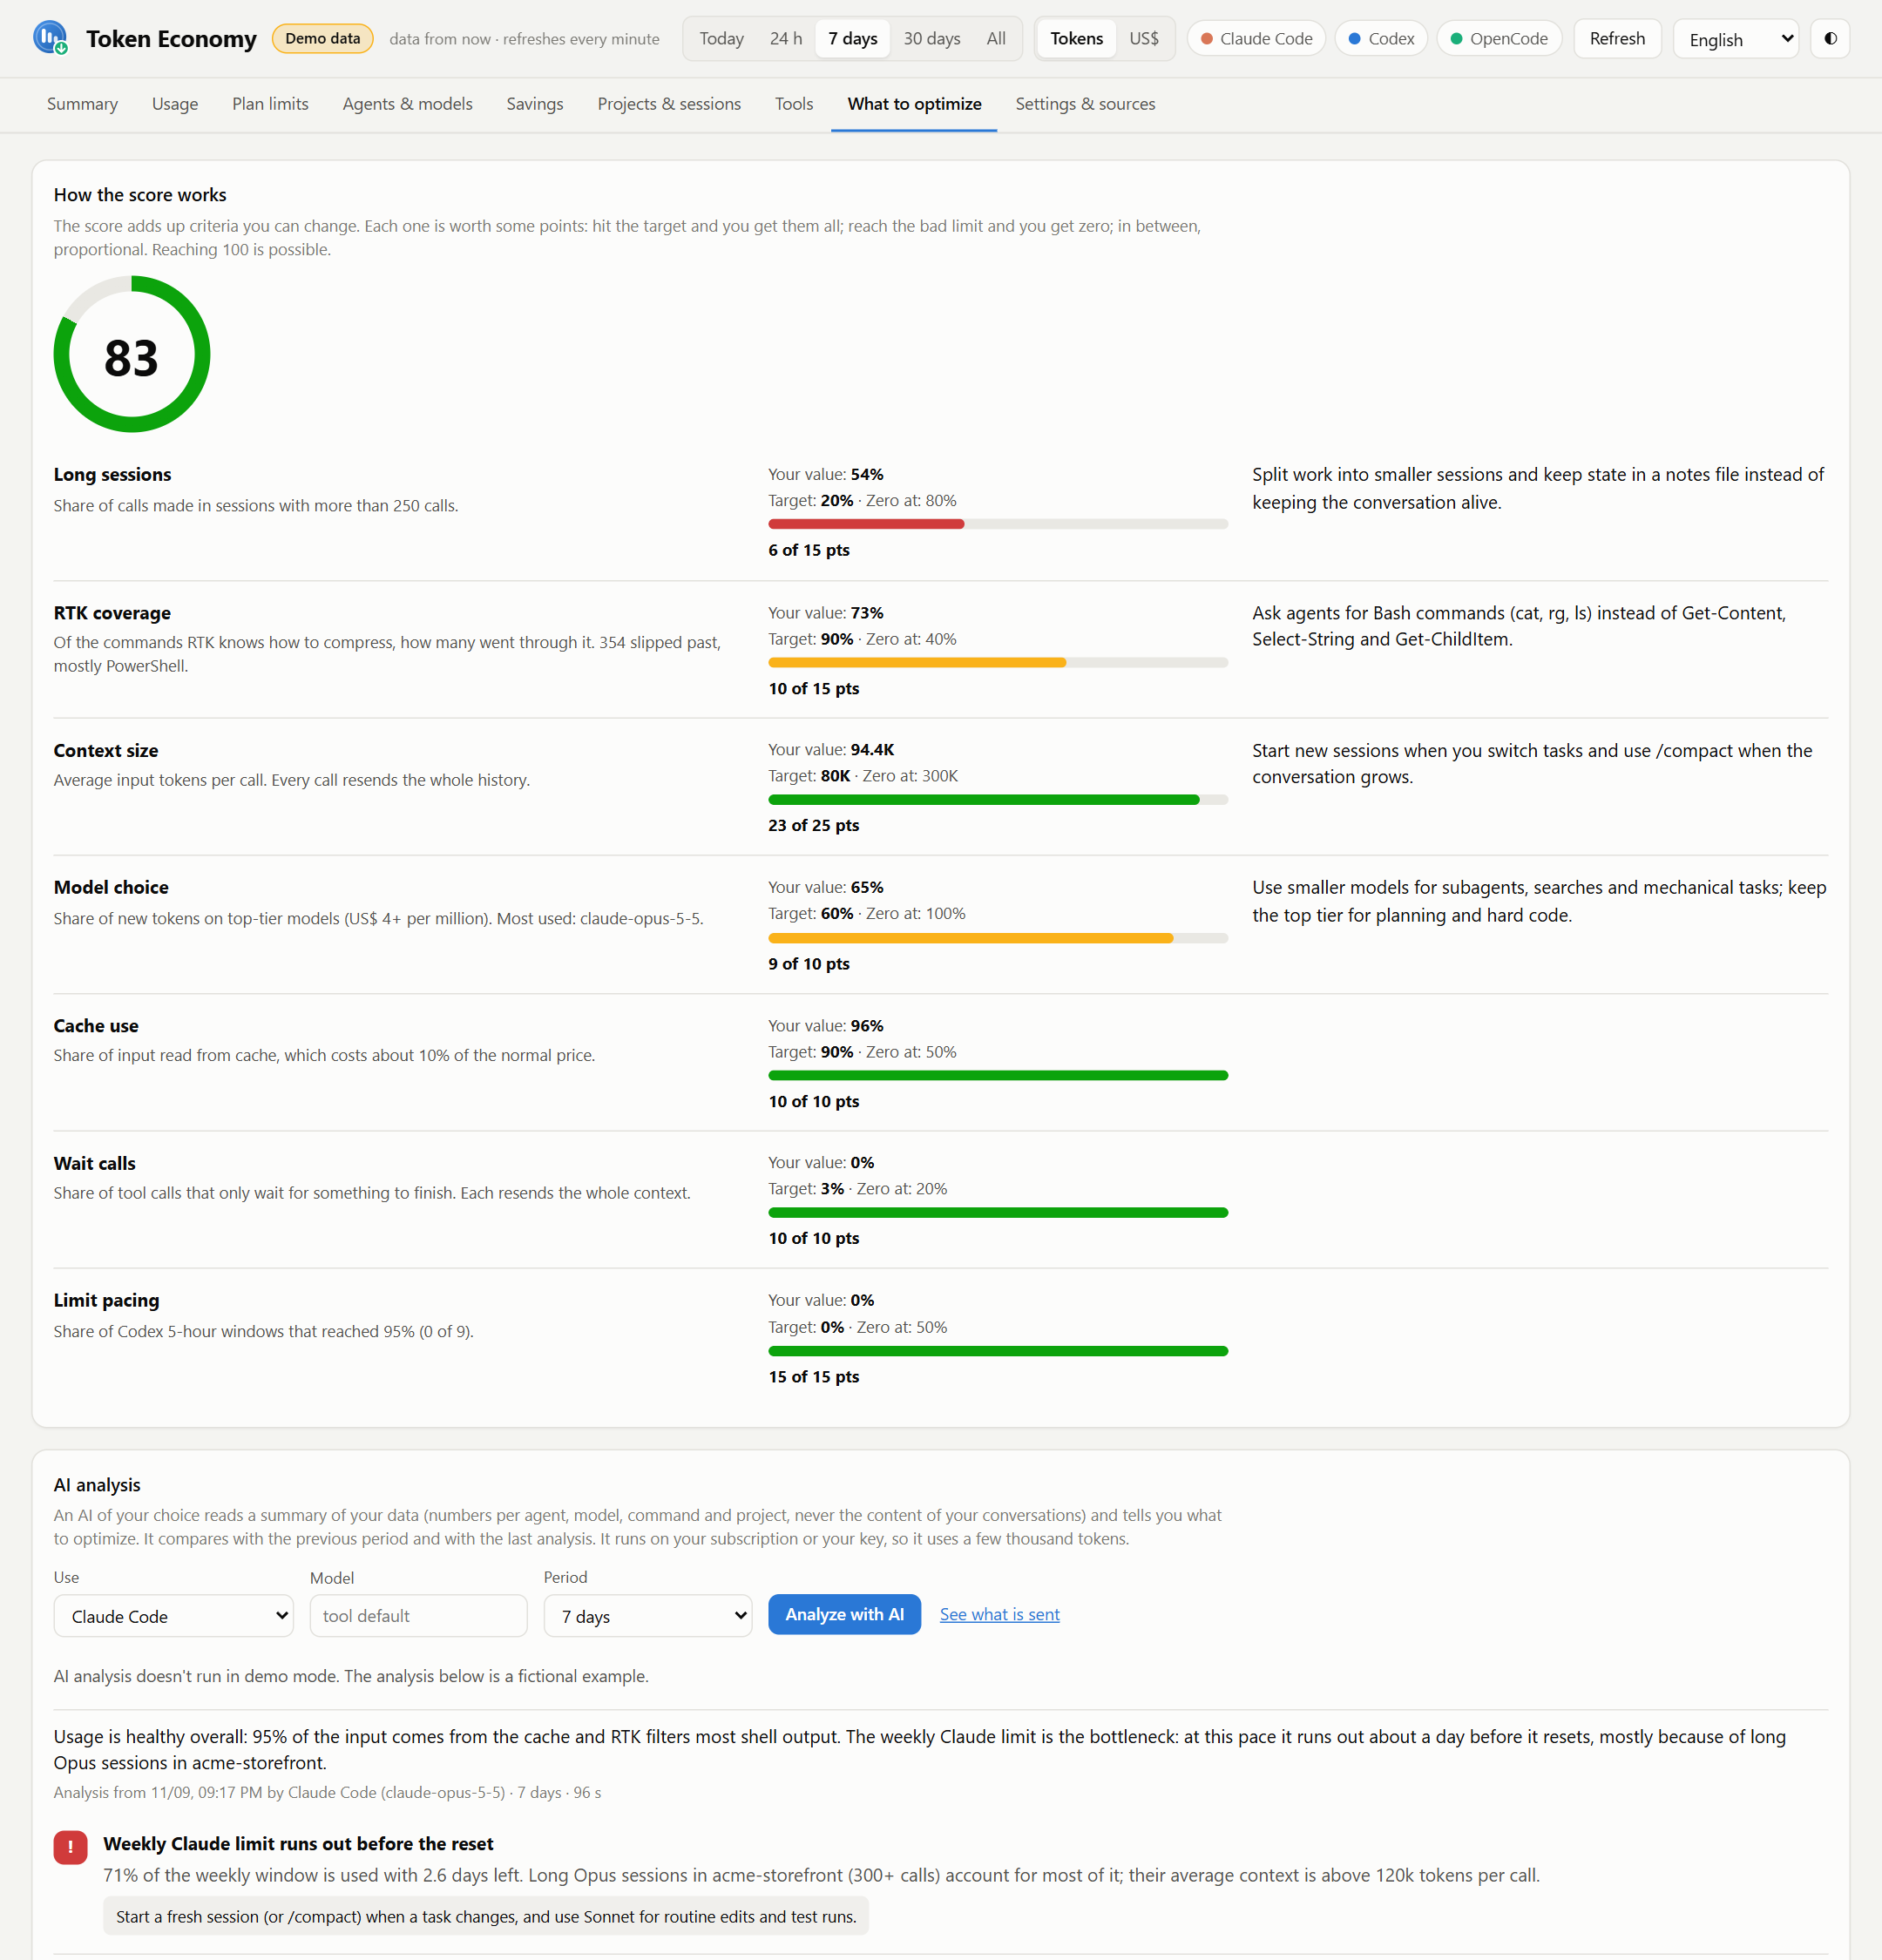 Token Economy
Demo data
data from now · refreshes every minute
Today
24 h
7 days
30 days
All
Tokens
US$
Claude Code
Codex
OpenCode
Refresh
English
Summary
Usage
Plan limits
Agents & models
Savings
Projects & sessions
Tools
What to optimize
Settings & sources
How the score works
The score adds up criteria you can change. Each one is worth some points: hit the target and you get them all; reach the bad limit and you get zero; in between,
proportional. Reaching 100 is possible.
83
Long sessions
Share of calls made in sessions with more than 250 calls.
Your value: 54%
Target: 20% · Zero at: 80%
6 of 15 pts
Split work into smaller sessions and keep state in a notes file instead of
keeping the conversation alive.
RTK coverage
Of the commands RTK knows how to compress, how many went through it. 354 slipped past,
mostly PowerShell.
Your value: 73%
Target: 90% · Zero at: 40%
10 of 15 pts
Ask agents for Bash commands (cat, rg, ls) instead of Get-Content,
Select-String and Get-ChildItem.
Context size
Average input tokens per call. Every call resends the whole history.
Your value: 94.4K
Target: 80K · Zero at: 300K
23 of 25 pts
Start new sessions when you switch tasks and use /compact when the
conversation grows.
Model choice
Share of new tokens on top-tier models (US$ 4+ per million). Most used: claude-opus-5-5.
Your value: 65%
Target: 60% · Zero at: 100%
9 of 10 pts
Use smaller models for subagents, searches and mechanical tasks; keep
the top tier for planning and hard code.
Cache use
Share of input read from cache, which costs about 10% of the normal price.
Your value: 96%
Target: 90% · Zero at: 50%
10 of 10 pts
Wait calls
Share of tool calls that only wait for something to finish. Each resends the whole context.
Your value: 0%
Target: 3% · Zero at: 20%
10 of 10 pts
Limit pacing
Share of Codex 5-hour windows that reached 95% (0 of 9).
Your value: 0%
Target: 0% · Zero at: 50%
15 of 15 pts
AI analysis
An AI of your choice reads a summary of your data (numbers per agent, model, command and project, never the content of your conversations) and tells you what
to optimize. It compares with the previous period and with the last analysis. It runs on your subscription or your key, so it uses a few thousand tokens.
Use
Model
Period
Claude Code
tool default
7 days
Analyze with AI
See what is sent
AI analysis doesn't run in demo mode. The analysis below is a fictional example.
Usage is healthy overall: 95% of the input comes from the cache and RTK filters most shell output. The weekly Claude limit is the bottleneck: at this pace it runs out about a day before it resets, mostly because of long
Opus sessions in acme-storefront.
Analysis from 11/09, 09:17 PM by Claude Code (claude-opus-5-5) · 7 days · 96 s
!
Weekly Claude limit runs out before the reset
71% of the weekly window is used with 2.6 days left. Long Opus sessions in acme-storefront (300+ calls) account for most of it; their average context is above 120k tokens per call.
Start a fresh session (or /compact) when a task changes, and use Sonnet for routine edits and test runs.